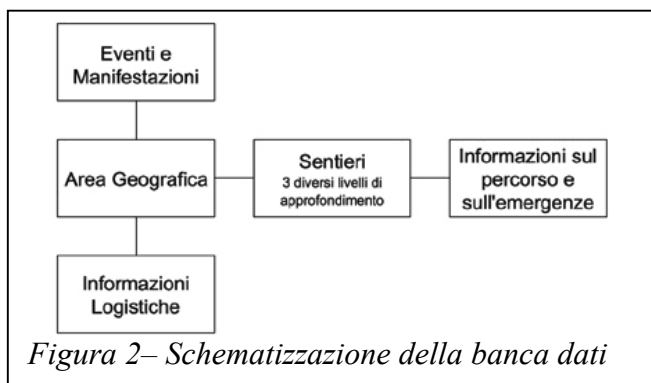 Eventi e
Manifestazioni
Area Geografica
Sentieri
3 diversi livelli di
approfondimento
Informazioni sul
percorso e
sull'emergenze
Informazioni
Logistiche
Figura 2– Schematizzazione della banca dati